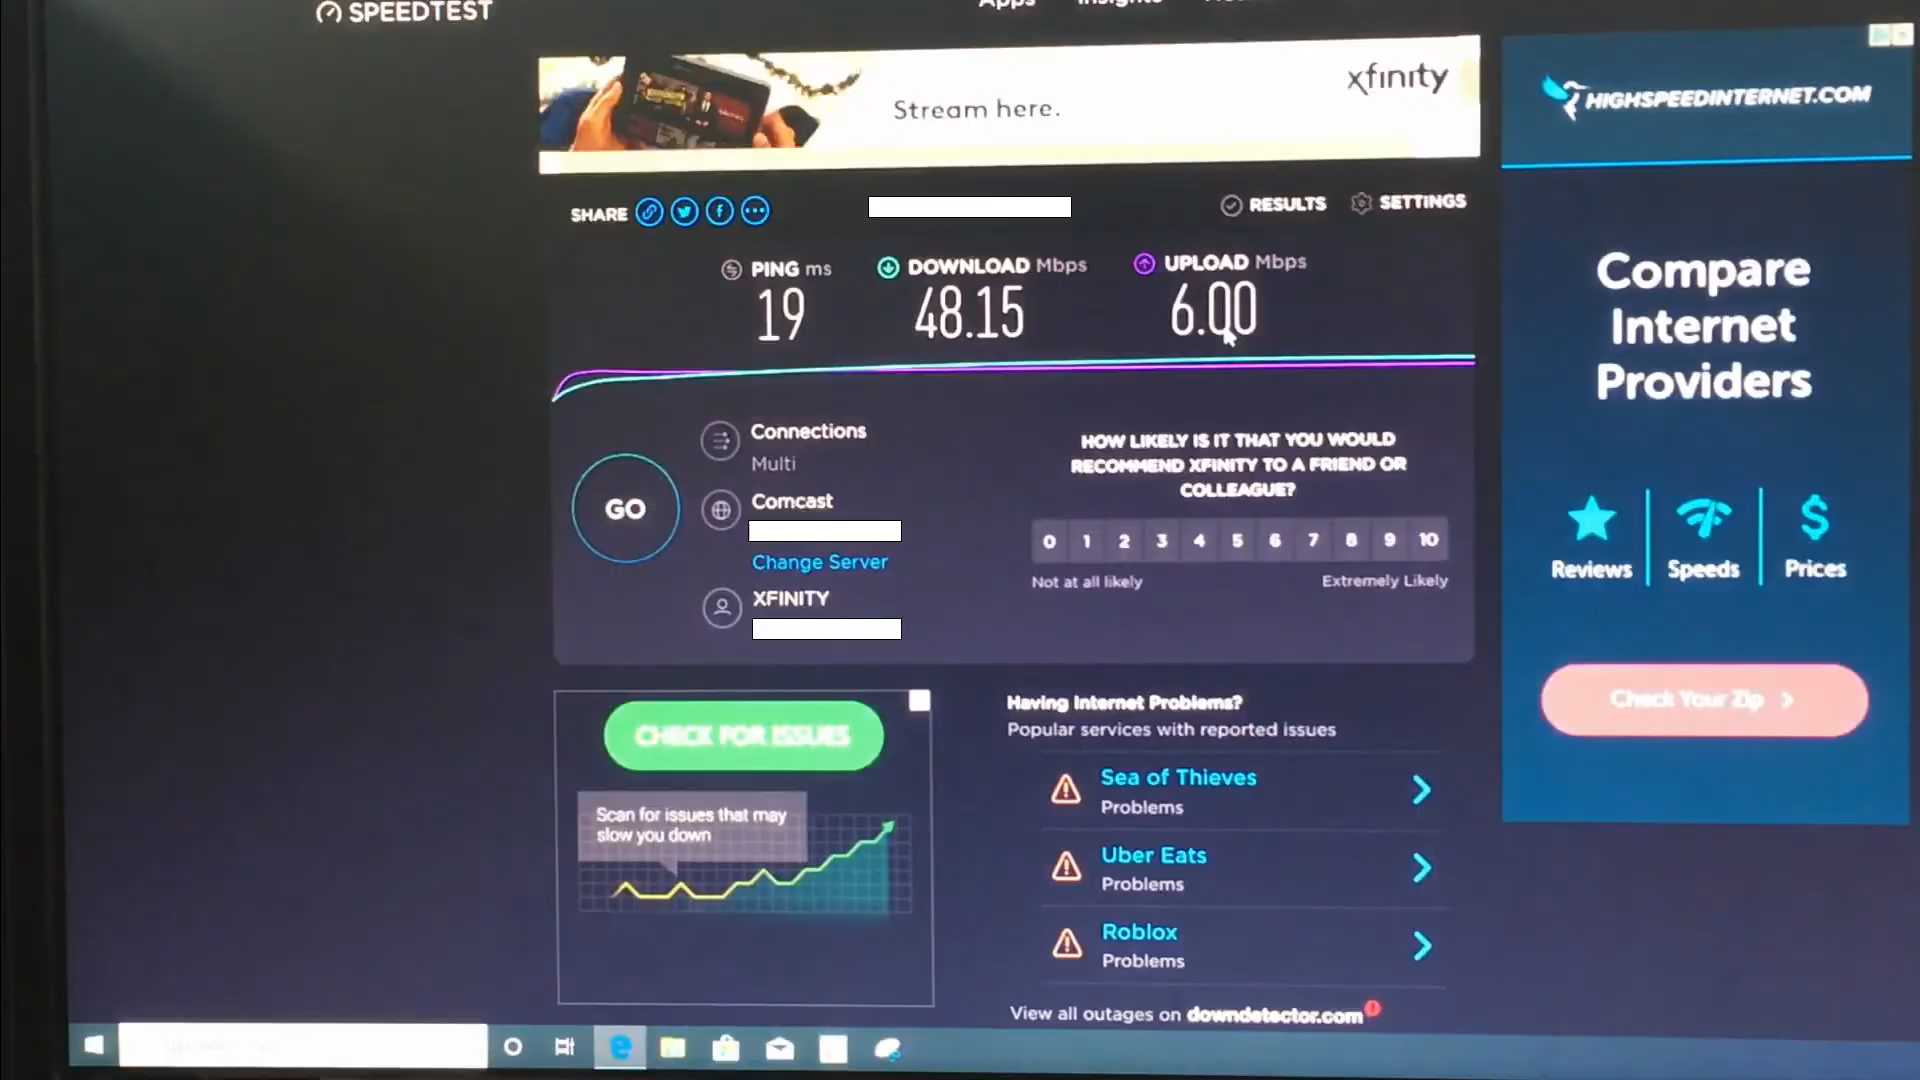 SPEEDTEST
Apps Insights
xfinity
Stream here.
HIGHSPEEDINTERNET.COM
SHARE
RESULTS SETTINGS
PING ms DOWNLOAD Mbps UPLOAD Mbps
19 48.15 6.00
Connections
Multi
GO
Comcast
Change Server
XFINITY
HOW LIKELY IS IT THAT YOU WOULD
RECOMMEND XFINITY TO A FRIEND OR
COLLEAGUE?
0 1 2 3 4 5 6 7 8 9 10
Not at all likely Extremely Likely
Compare
Internet
Providers
Reviews Speeds Prices
Check Your Zip
CHECK FOR ISSUES
Scan for issues that may
slow you down
Having Internet Problems?
Popular services with reported issues
Sea of Thieves
Problems
Uber Eats
Problems
Roblox
Problems
View all outages on downdetector.com